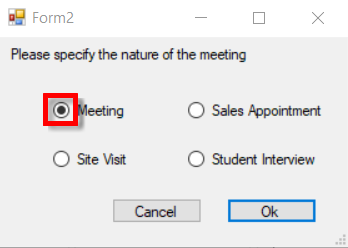 Form2
Please specify the nature of the meeting
Meeting Sales Appointment
Site Visit Student Interview
Cancel Ok